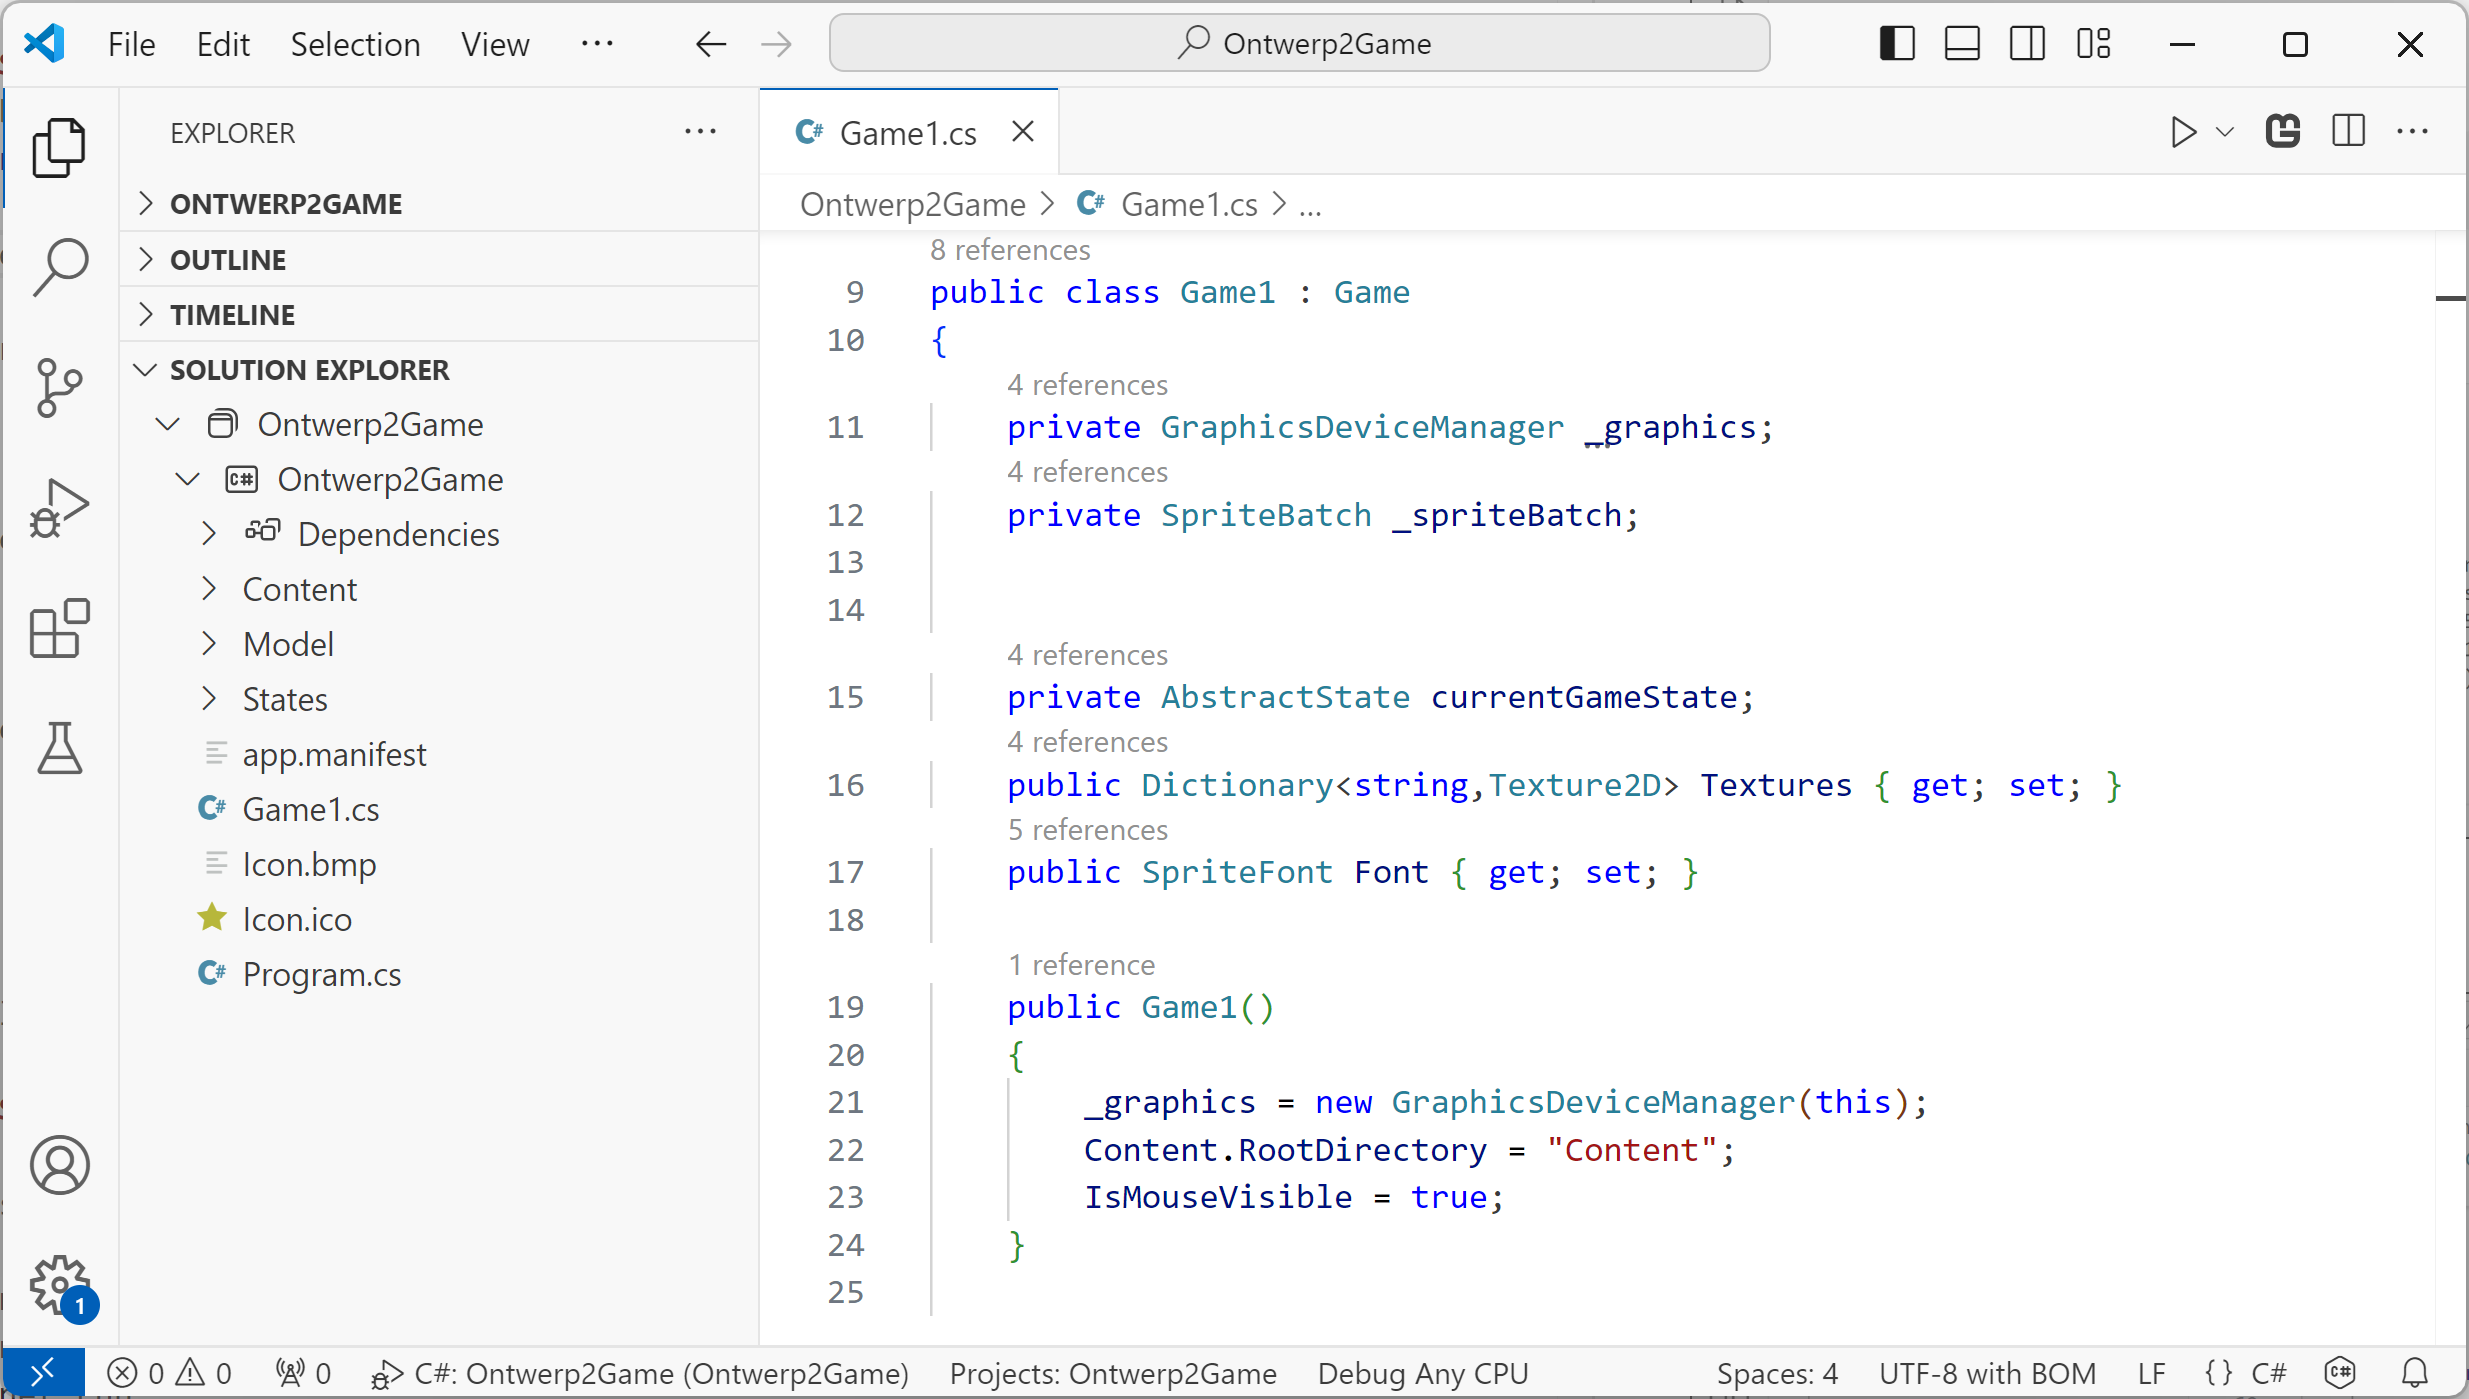 File Edit Selection View ··· Ontwerp2Game
EXPLORER
ONTWERP2GAME
OUTLINE
TIMELINE
SOLUTION EXPLORER
Ontwerp2Game
C# Ontwerp2Game
Dependencies
Content
Model
States
app.manifest
C# Game1.cs
Icon.bmp
Icon.ico
C# Program.cs
1
C# Game1.cs
Ontwerp2Game > C# Game1.cs > ...
8 references
9 public class Game1 : Game
10 {
4 references
11 private GraphicsDeviceManager _graphics;
4 references
12 private SpriteBatch _spriteBatch;
13
14
4 references
15 private AbstractState currentGameState;
4 references
16 public Dictionary<string,Texture2D> Textures { get; set; }
5 references
17 public SpriteFont Font { get; set; }
18
1 reference
19 public Game1()
20 {
21 _graphics = new GraphicsDeviceManager(this);
22 Content.RootDirectory = "Content";
23 IsMouseVisible = true;
24 }
25
0 0 0 C#: Ontwerp2Game (Ontwerp2Game) Projects: Ontwerp2Game Debug Any CPU Spaces: 4 UTF-8 with BOM LF {} C# C#